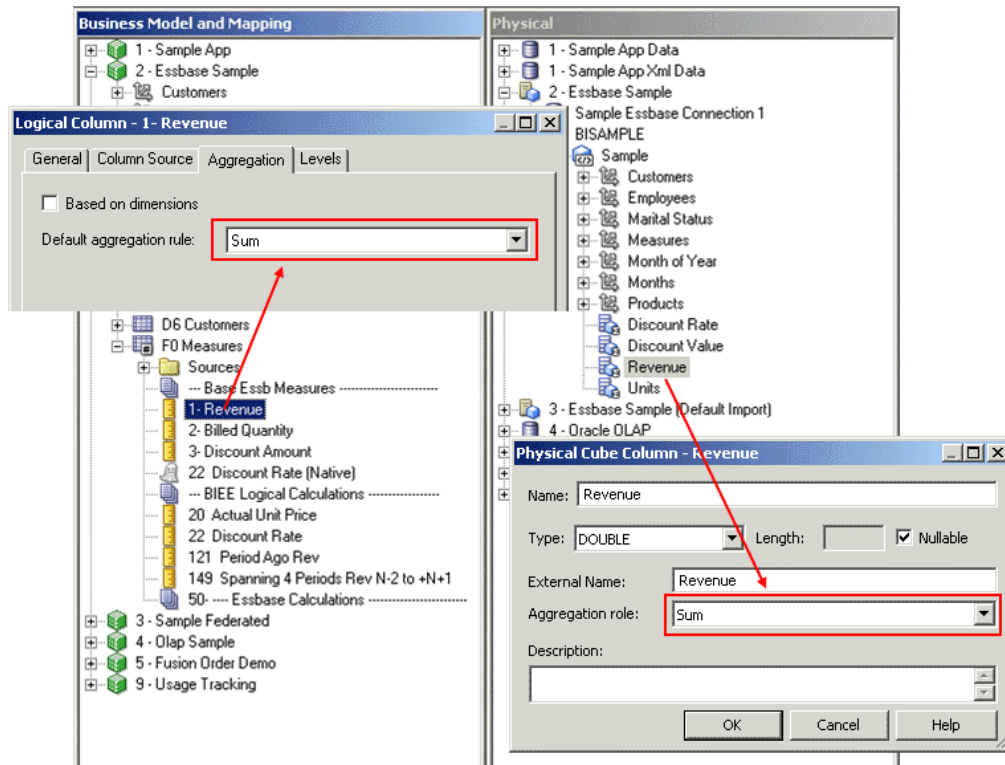 Business Model and Mapping
1 - Sample App
2 - Essbase Sample
Customers
Logical Column - 1- Revenue
General
Column Source
Aggregation
Levels
Based on dimensions
Default aggregation rule:
Sum
D6 Customers
F0 Measures
Sources
--- Base Essb Measures ------------------------
1- Revenue
2- Billed Quantity
3- Discount Amount
22 Discount Rate (Native)
--- BIEE Logical Calculations -----------------
20 Actual Unit Price
22 Discount Rate
121 Period Ago Rev
149 Spanning 4 Periods Rev N-2 to +N+1
50- ---- Essbase Calculations ------------------------
3 - Sample Federated
4 - Olap Sample
5 - Fusion Order Demo
9 - Usage Tracking
Physical
1 - Sample App Data
1 - Sample App Xml Data
2 - Essbase Sample
Sample Essbase Connection 1
BISAMPLE
Sample
Customers
Employees
Marital Status
Measures
Month of Year
Months
Products
Discount Rate
Discount Value
Revenue
Units
3 - Essbase Sample (Default Import)
4 - Oracle OLAP
Physical Cube Column - Revenue
Name: Revenue
Type: DOUBLE Length: Nullable
External Name: Revenue
Aggregation role: Sum
Description:
OK Cancel Help